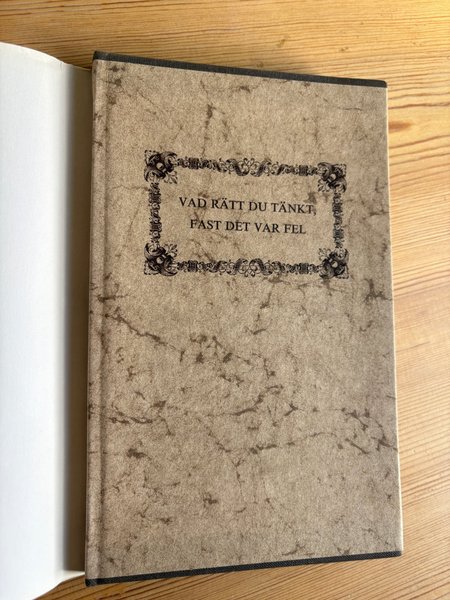 VAD RÄTT DU TÄNKT,
FAST DET VAR FEL